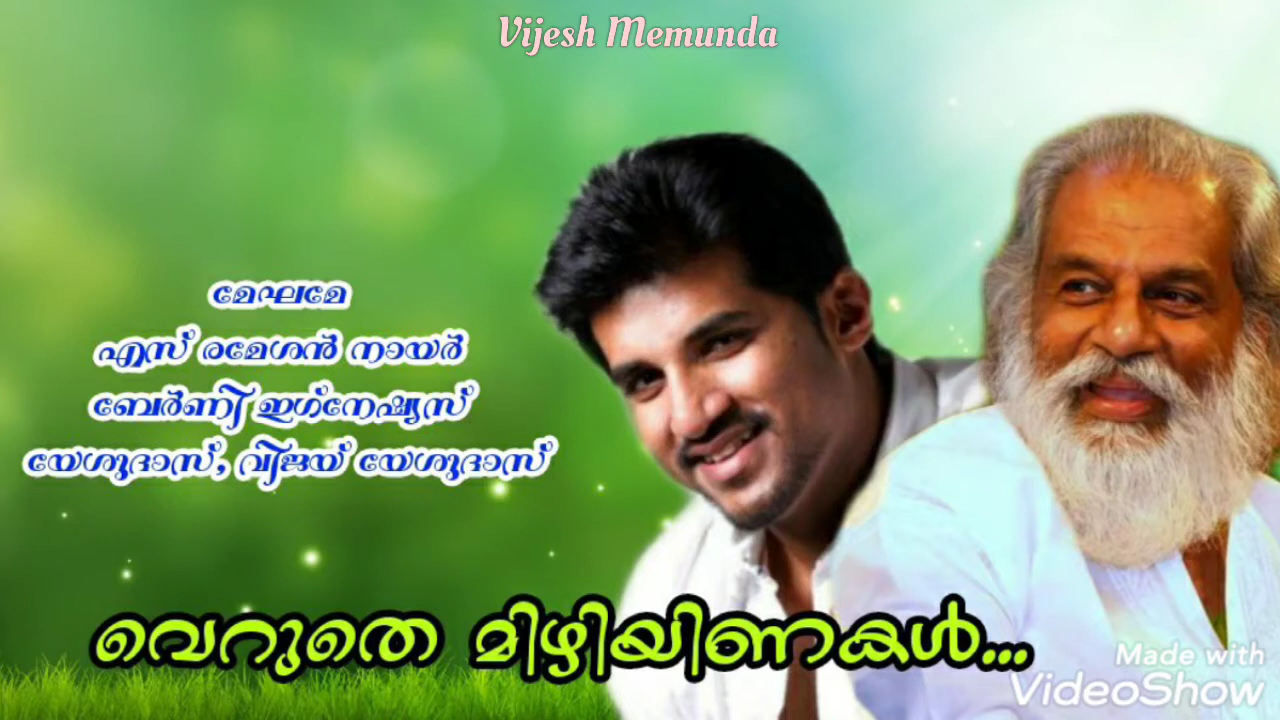 Vijesh Memunda
മേഘമേ
എസ് രമേശൻ നായർ
ബേർണി ഇഗ്നേഷ്യസ്
യേശുദാസ്, വിജയ് യേശുദാസ്
വെറുതെ മിഴിയിണകൾ...
Made with
VideoShow